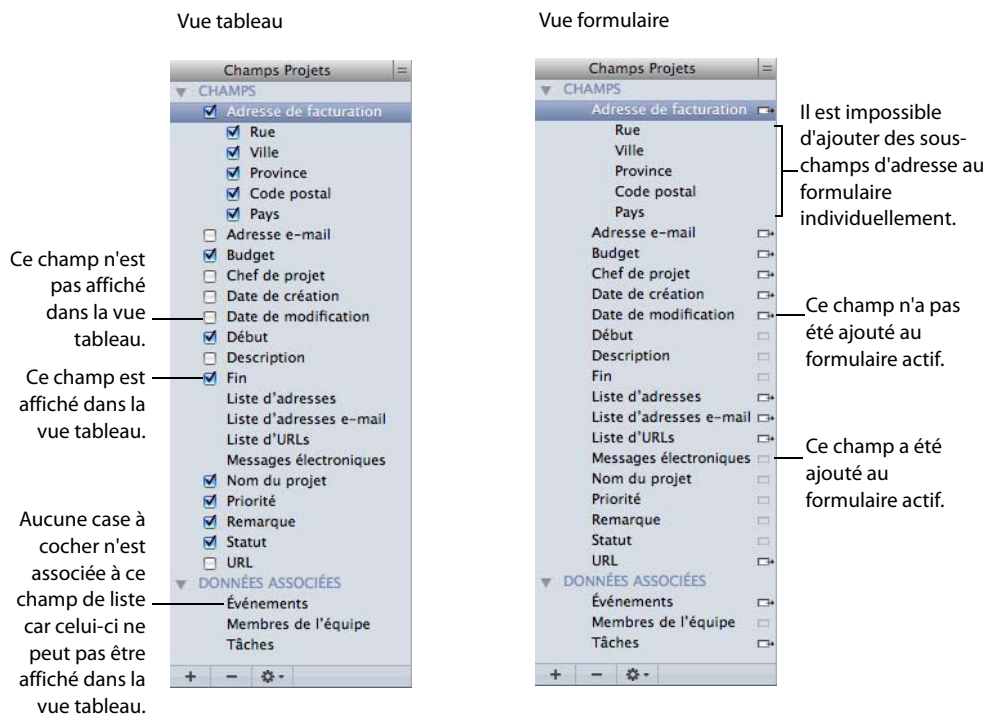 Vue tableau
Champs Projets
CHAMPS
Adresse de facturation
Rue
Ville
Province
Code postal
Pays
Adresse e-mail
Budget
Chef de projet
Date de création
Date de modification
Début
Description
Fin
Liste d'adresses
Liste d'adresses e-mail
Liste d'URLs
Messages électroniques
Nom du projet
Priorité
Remarque
Statut
URL
DONNÉES ASSOCIÉES
Événements
Membres de l'équipe
Tâches
Ce champ n'est
pas affiché
dans la vue
tableau.
Ce champ est
affiché dans la
vue tableau.
Aucune case à
cocher n'est
associée à ce
champ de liste
car celui-ci ne
peut pas être
affiché dans la
vue tableau.
Vue formulaire
Champs Projets
CHAMPS
Adresse de facturation
Rue
Ville
Province
Code postal
Pays
Adresse e-mail
Budget
Chef de projet
Date de création
Date de modification
Début
Description
Fin
Liste d'adresses
Liste d'adresses e-mail
Liste d'URLs
Messages électroniques
Nom du projet
Priorité
Remarque
Statut
URL
DONNÉES ASSOCIÉES
Événements
Membres de l'équipe
Tâches
Il est impossible
d'ajouter des sous-
champs d'adresse au
formulaire
individuellement.
Ce champ n'a pas
été ajouté au
formulaire actif.
Ce champ a été
ajouté au
formulaire actif.